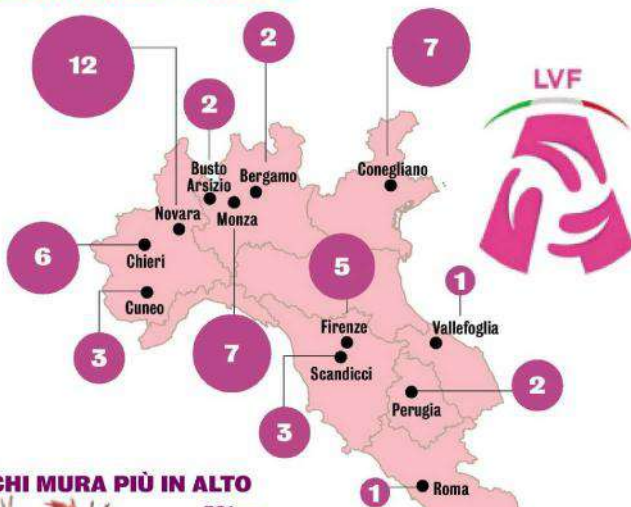 12
2
2
7
LVF
Busto
Arsizio
Bergamo
Conegliano
Novara
Monza
6
Chieri
5
1
Cuneo
Firenze
Vallefoglia
3
7
Scandicci
2
Perugia
3
CHI MURA PIÙ IN ALTO
1
Roma